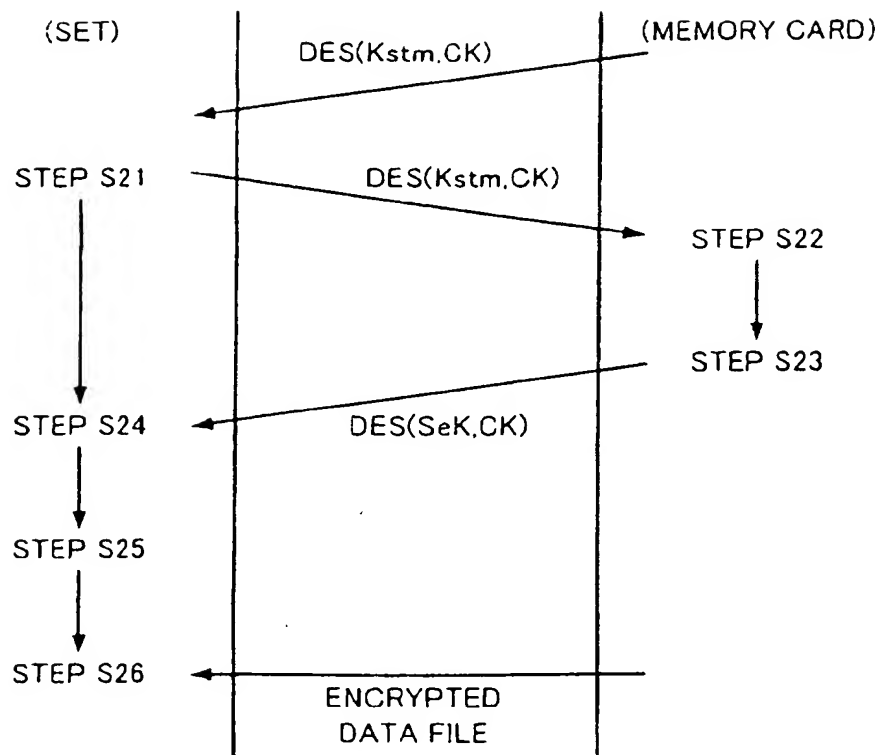 (SET)
(MEMORY CARD)
DES(Kstm,CK)
STEP S21
DES(Kstm,CK)
STEP S22
STEP S23
STEP S24
DES(SeK,CK)
STEP S25
STEP S26
ENCRYPTED
DATA FILE